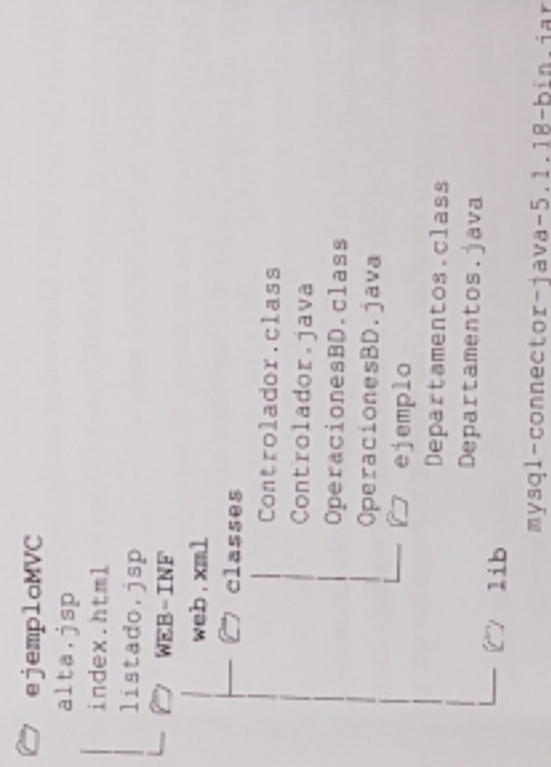 ejemploMVC
alta.jsp
index.html
listado.jsp
WEB-INF
web.xml
classes
Controlador.class
Controlador.java
OperacionesBD.class
OperacionesBD.java
ejemplo
Departamentos.class
Departamentos.java
lib
mysql-connector-java-5.1.18-bin.jar